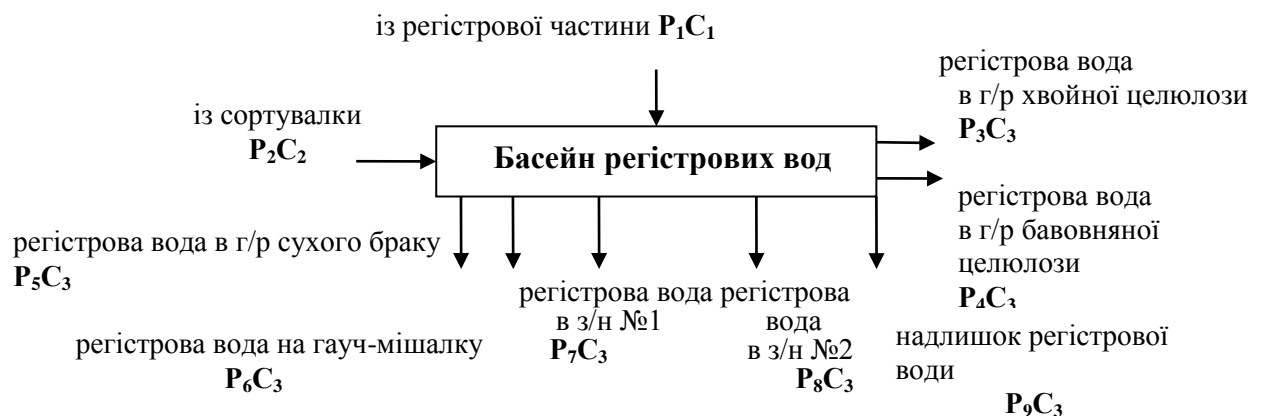 із регістрової частини P₁C₁
регістрова вода
в г/р хвойної целюлози
P₃C₃
із сортувалки
P₂C₂
Басейн регістрових вод
регістрова вода
в г/р бавовняної
целюлози
P₄C₃
регістрова вода в г/р сухого браку
P₅C₃
регістрова вода на гауч-мішалку
P₆C₃
регістрова вода
в з/н №1
P₇C₃
регістрова
вода
в з/н №2
P₈C₃
надлишок регістрової
води
P₉C₃